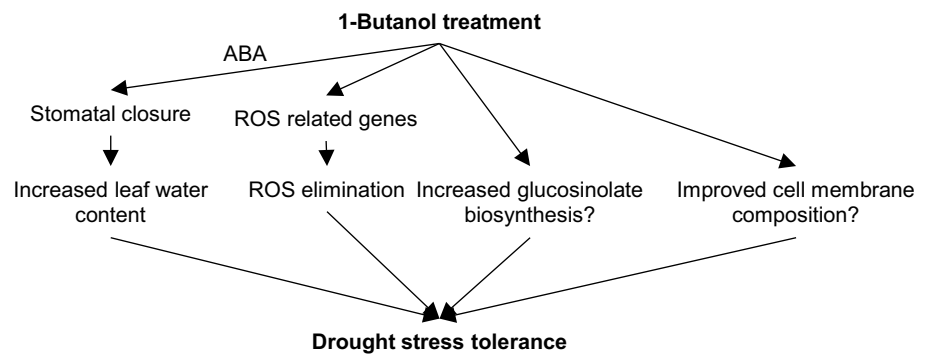 1-Butanol treatment
ABA
Stomatal closure
ROS related genes
Increased leaf water
content
ROS elimination
Increased glucosinolate
biosynthesis?
Improved cell membrane
composition?
Drought stress tolerance